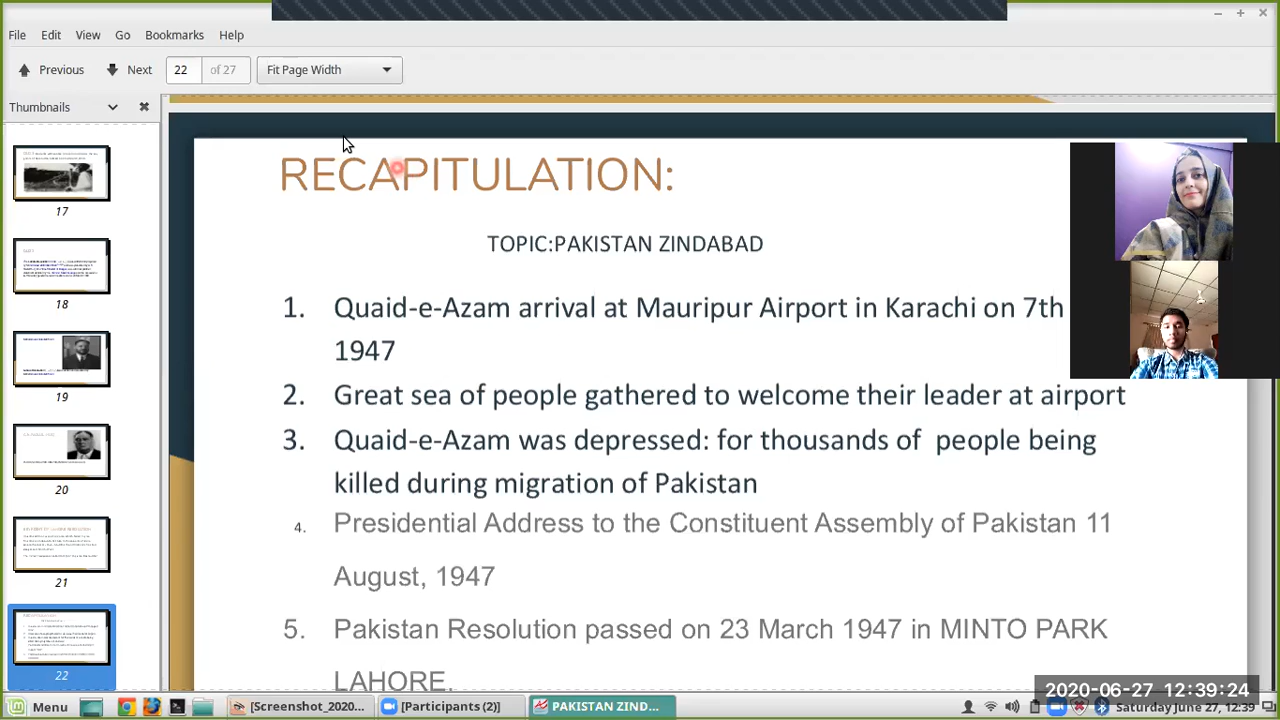 File Edit View Go Bookmarks Help
Previous Next 22 of 27 Fit Page Width
Thumbnails
17
18
19
20
21
22
RECAPITULATION:
TOPIC:PAKISTAN ZINDABAD
1. Quaid-e-Azam arrival at Mauripur Airport in Karachi on 7th
1947
2. Great sea of people gathered to welcome their leader at airport
3. Quaid-e-Azam was depressed: for thousands of people being
killed during migration of Pakistan
4. Presidential Address to the Constituent Assembly of Pakistan 11
August, 1947
5. Pakistan Resolution passed on 23 March 1947 in MINTO PARK
LAHORE.
2020-06-27 12:39:24
Menu [Screenshot_2020... [Participants (2)] PAKISTAN ZIND... Saturday June 27, 12:39